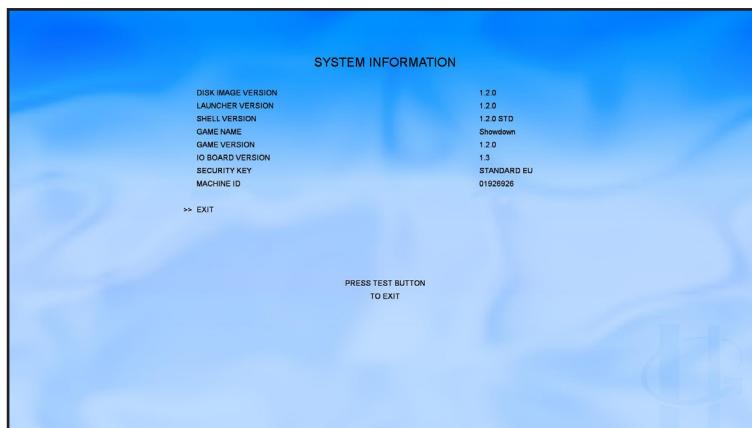 SYSTEM INFORMATION
DISK IMAGE VERSION 1.2.0
LAUNCHER VERSION 1.2.0
SHELL VERSION 1.2.0 STD
GAME NAME Showdown
GAME VERSION 1.2.0
IO BOARD VERSION 1.3
SECURITY KEY STANDARD EU
MACHINE ID 01926926
>> EXIT
PRESS TEST BUTTON
TO EXIT